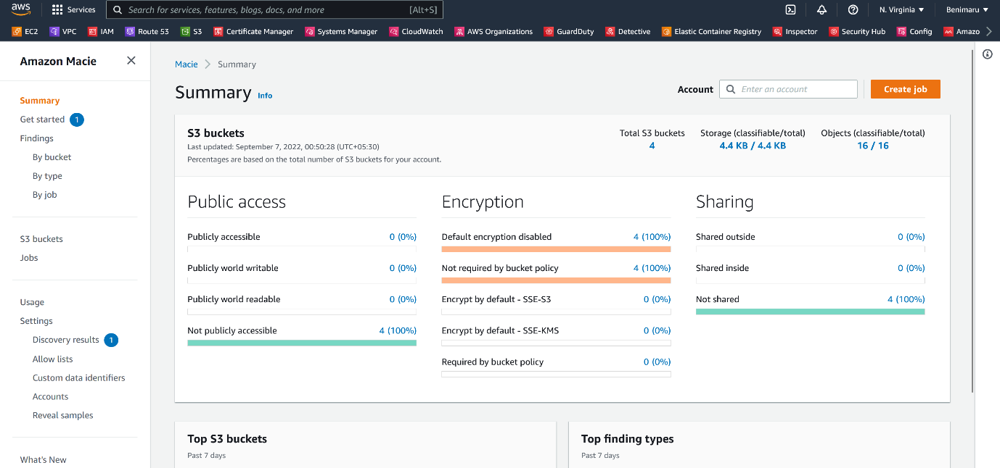 aws
Services
Search for services, features, blogs, docs, and more [Alt+S]
N. Virginia
Benimaru
EC2 VPC IAM Route 53 S3 Certificate Manager Systems Manager CloudWatch AWS Organizations GuardDuty Detective Elastic Container Registry Inspector Security Hub Config Amazo
Amazon Macie
Summary
Get started 1
Findings
By bucket
By type
By job
S3 buckets
Jobs
Usage
Settings
Discovery results 1
Allow lists
Custom data identifiers
Accounts
Reveal samples
What's New
Macie Summary
Summary Info
Account Enter an account
Create job
S3 buckets
Last updated: September 7, 2022, 00:50:28 (UTC+05:30)
Percentages are based on the total number of S3 buckets for your account.
Total S3 buckets
4
Storage (classifiable/total)
4.4 KB / 4.4 KB
Objects (classifiable/total)
16 / 16
Public access
Publicly accessible 0 (0%)
Publicly world writable 0 (0%)
Publicly world readable 0 (0%)
Not publicly accessible 4 (100%)
Encryption
Default encryption disabled 4 (100%)
Not required by bucket policy 4 (100%)
Encrypt by default - SSE-S3 0 (0%)
Encrypt by default - SSE-KMS 0 (0%)
Required by bucket policy 0 (0%)
Sharing
Shared outside 0 (0%)
Shared inside 0 (0%)
Not shared 4 (100%)
Top S3 buckets
Past 7 days
Top finding types
Past 7 days